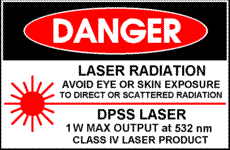 DANGER
LASER RADIATION
AVOID EYE OR SKIN EXPOSURE
TO DIRECT OR SCATTERED RADIATION
DPSS LASER
1W MAX OUTPUT at 532 nm
CLASS IV LASER PRODUCT